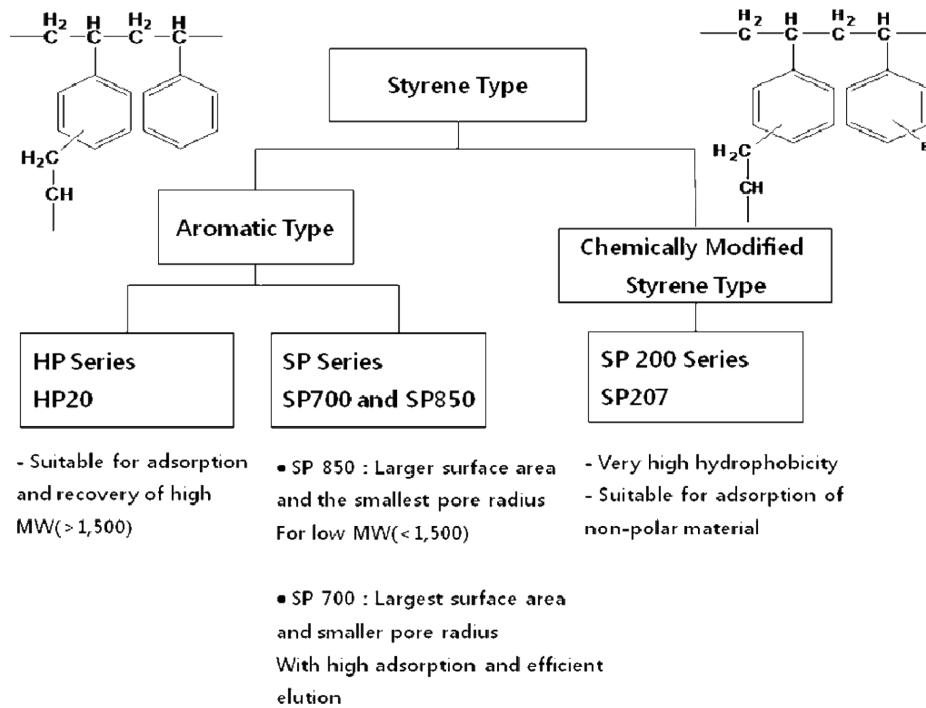 H₂ H H₂ H
C C C C
H₂C
CH
H₂ H H₂ H
C C C C
H₂C
CH
Styrene Type
Aromatic Type
Chemically Modified
Styrene Type
HP Series
HP20
SP Series
SP700 and SP850
SP 200 Series
SP207
- Suitable for adsorption
and recovery of high
MW(>1,500)
• SP 850 : Larger surface area
and the smallest pore radius
For low MW(<1,500)
• SP 700 : Largest surface area
and smaller pore radius
With high adsorption and efficient
elution
- Very high hydrophobicity
- Suitable for adsorption of
non-polar material